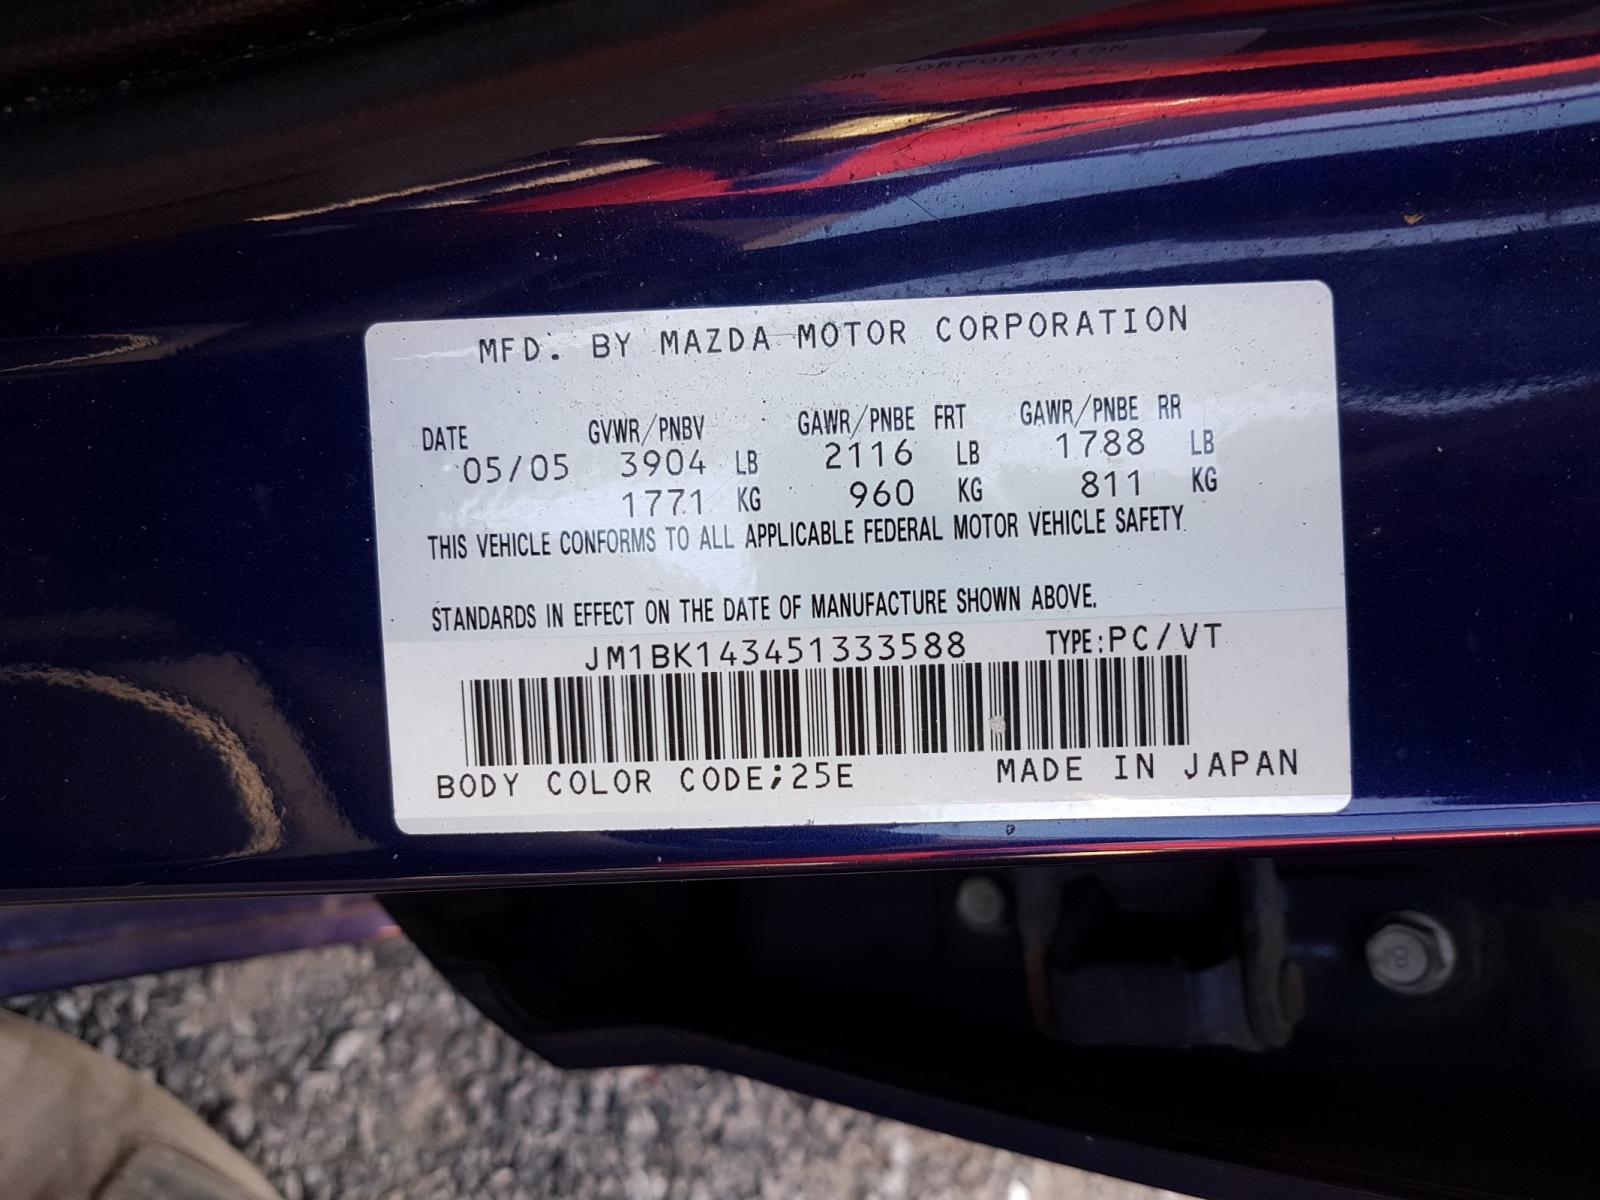 MFD. BY MAZDA MOTOR CORPORATION
DATE GVWR/PNBV GAWR/PNBE FRT GAWR/PNBE RR
05/05 3904 LB 2116 LB 1788 LB
1771 KG 960 KG 811 KG
THIS VEHICLE CONFORMS TO ALL APPLICABLE FEDERAL MOTOR VEHICLE SAFETY
STANDARDS IN EFFECT ON THE DATE OF MANUFACTURE SHOWN ABOVE.
JM1BK143451333588 TYPE:PC/VT
BODY COLOR CODE;25E MADE IN JAPAN
8